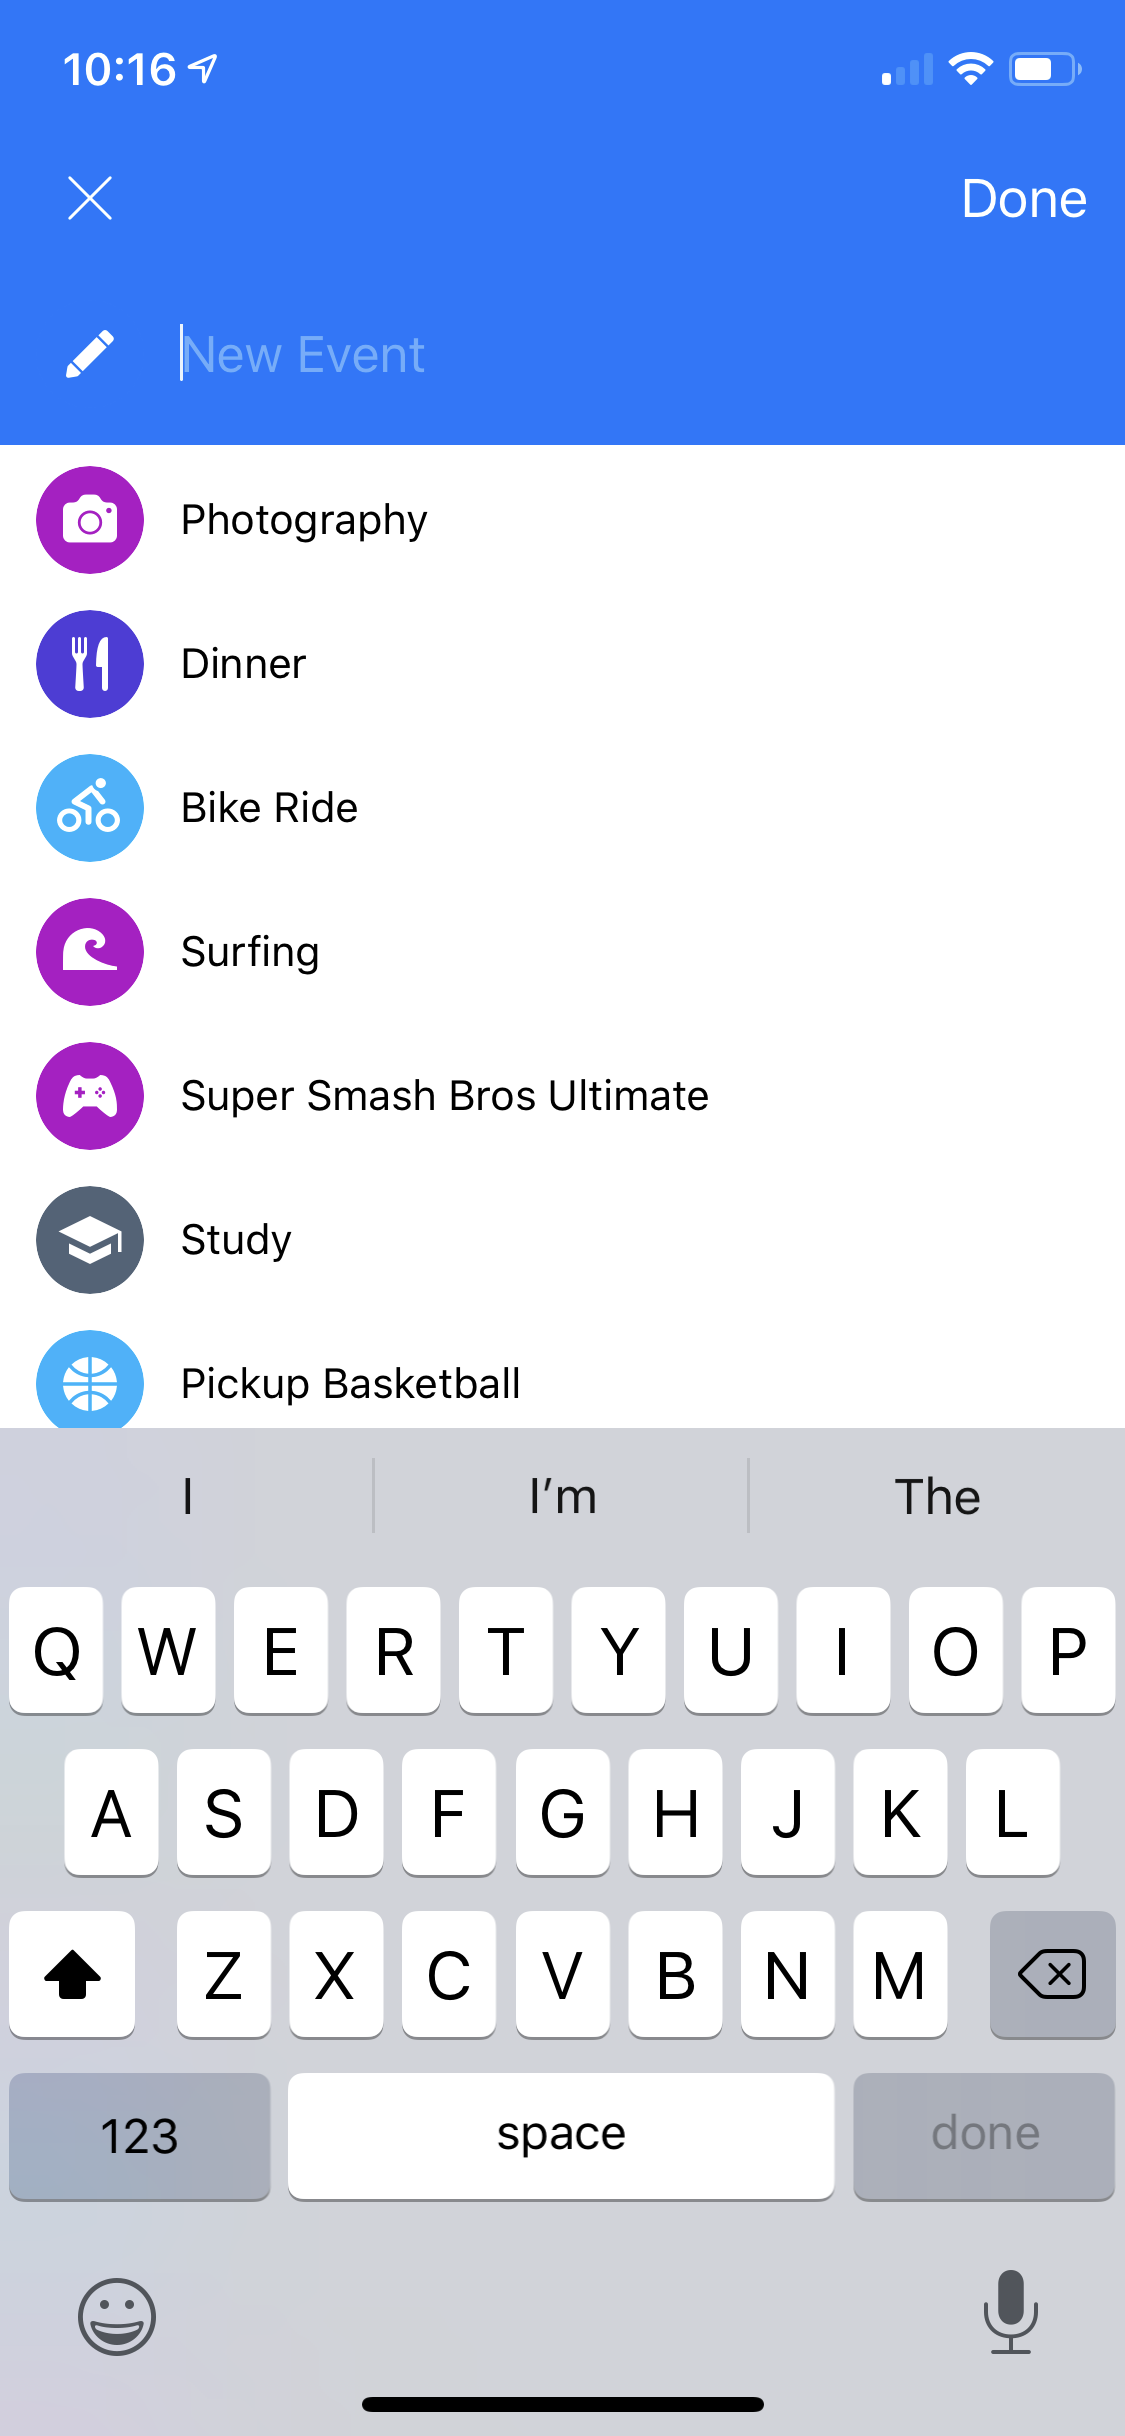 10:16
Done
New Event
Photography
Dinner
Bike Ride
Surfing
Super Smash Bros Ultimate
Study
Pickup Basketball
I I’m The
Q W E R T Y U I O P
A S D F G H J K L
Z X C V B N M
123 space done